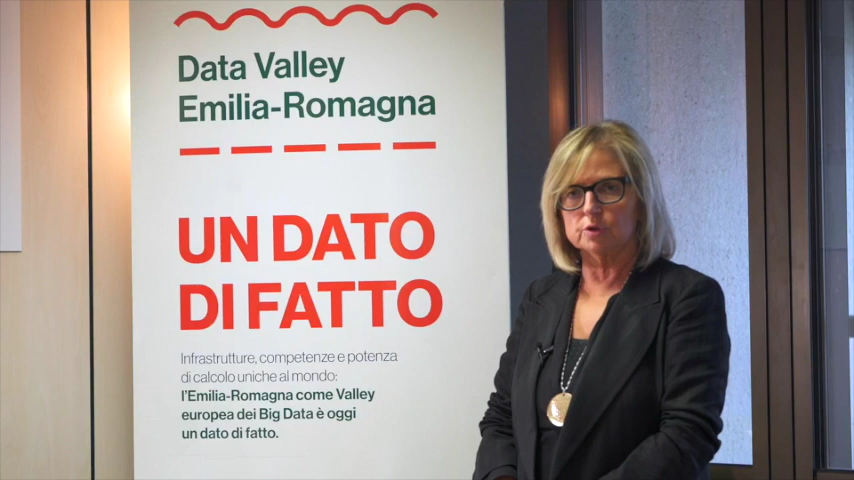 Data Valley
Emilia-Romagna
UN DATO
DI FATTO
Infrastrutture, competenze e potenza
di calcolo uniche al mondo:
l'Emilia-Romagna come Valley
europea dei Big Data è oggi
un dato di fatto.